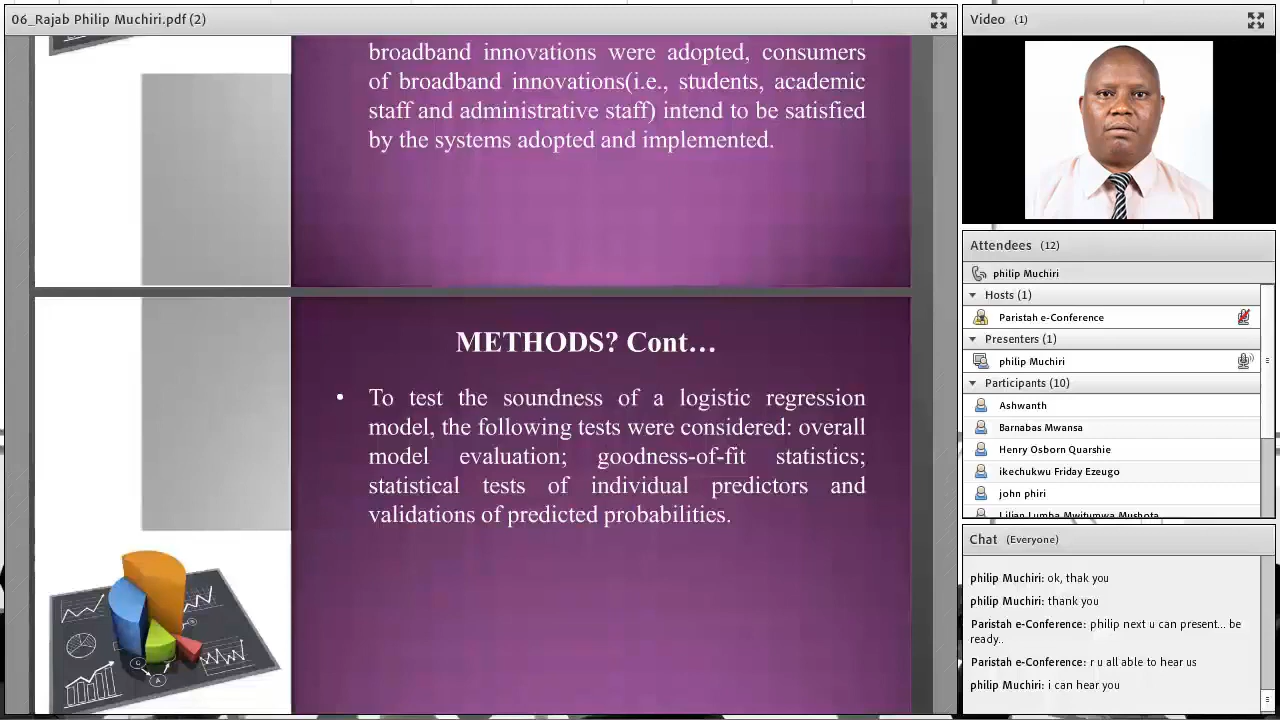 06_Rajab Philip Muchiri.pdf (2)
broadband innovations were adopted, consumers
of broadband innovations(i.e., students, academic
staff and administrative staff) intend to be satisfied
by the systems adopted and implemented.
METHODS? Cont…
• To test the soundness of a logistic regression
model, the following tests were considered: overall
model evaluation; goodness-of-fit statistics;
statistical tests of individual predictors and
validations of predicted probabilities.
Video (1)
Attendees (12)
philip Muchiri
Hosts (1)
Paristah e-Conference
Presenters (1)
philip Muchiri
Participants (10)
Ashwanth
Barnabas Mwansa
Henry Osborn Quarshie
ikechukwu Friday Ezeugo
john phiri
Lilian Lumba Mwitumwa Mushota
Chat (Everyone)
philip Muchiri: ok, thak you
philip Muchiri: thank you
Paristah e-Conference: philip next u can present... be
ready..
Paristah e-Conference: r u all able to hear us
philip Muchiri: i can hear you